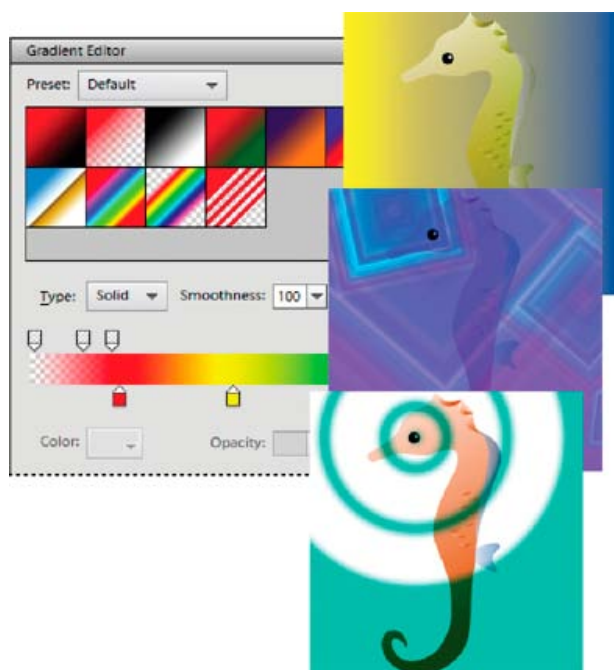 Gradient Editor
Preset: Default
Type: Solid Smoothness: 100
Color: Opacity: